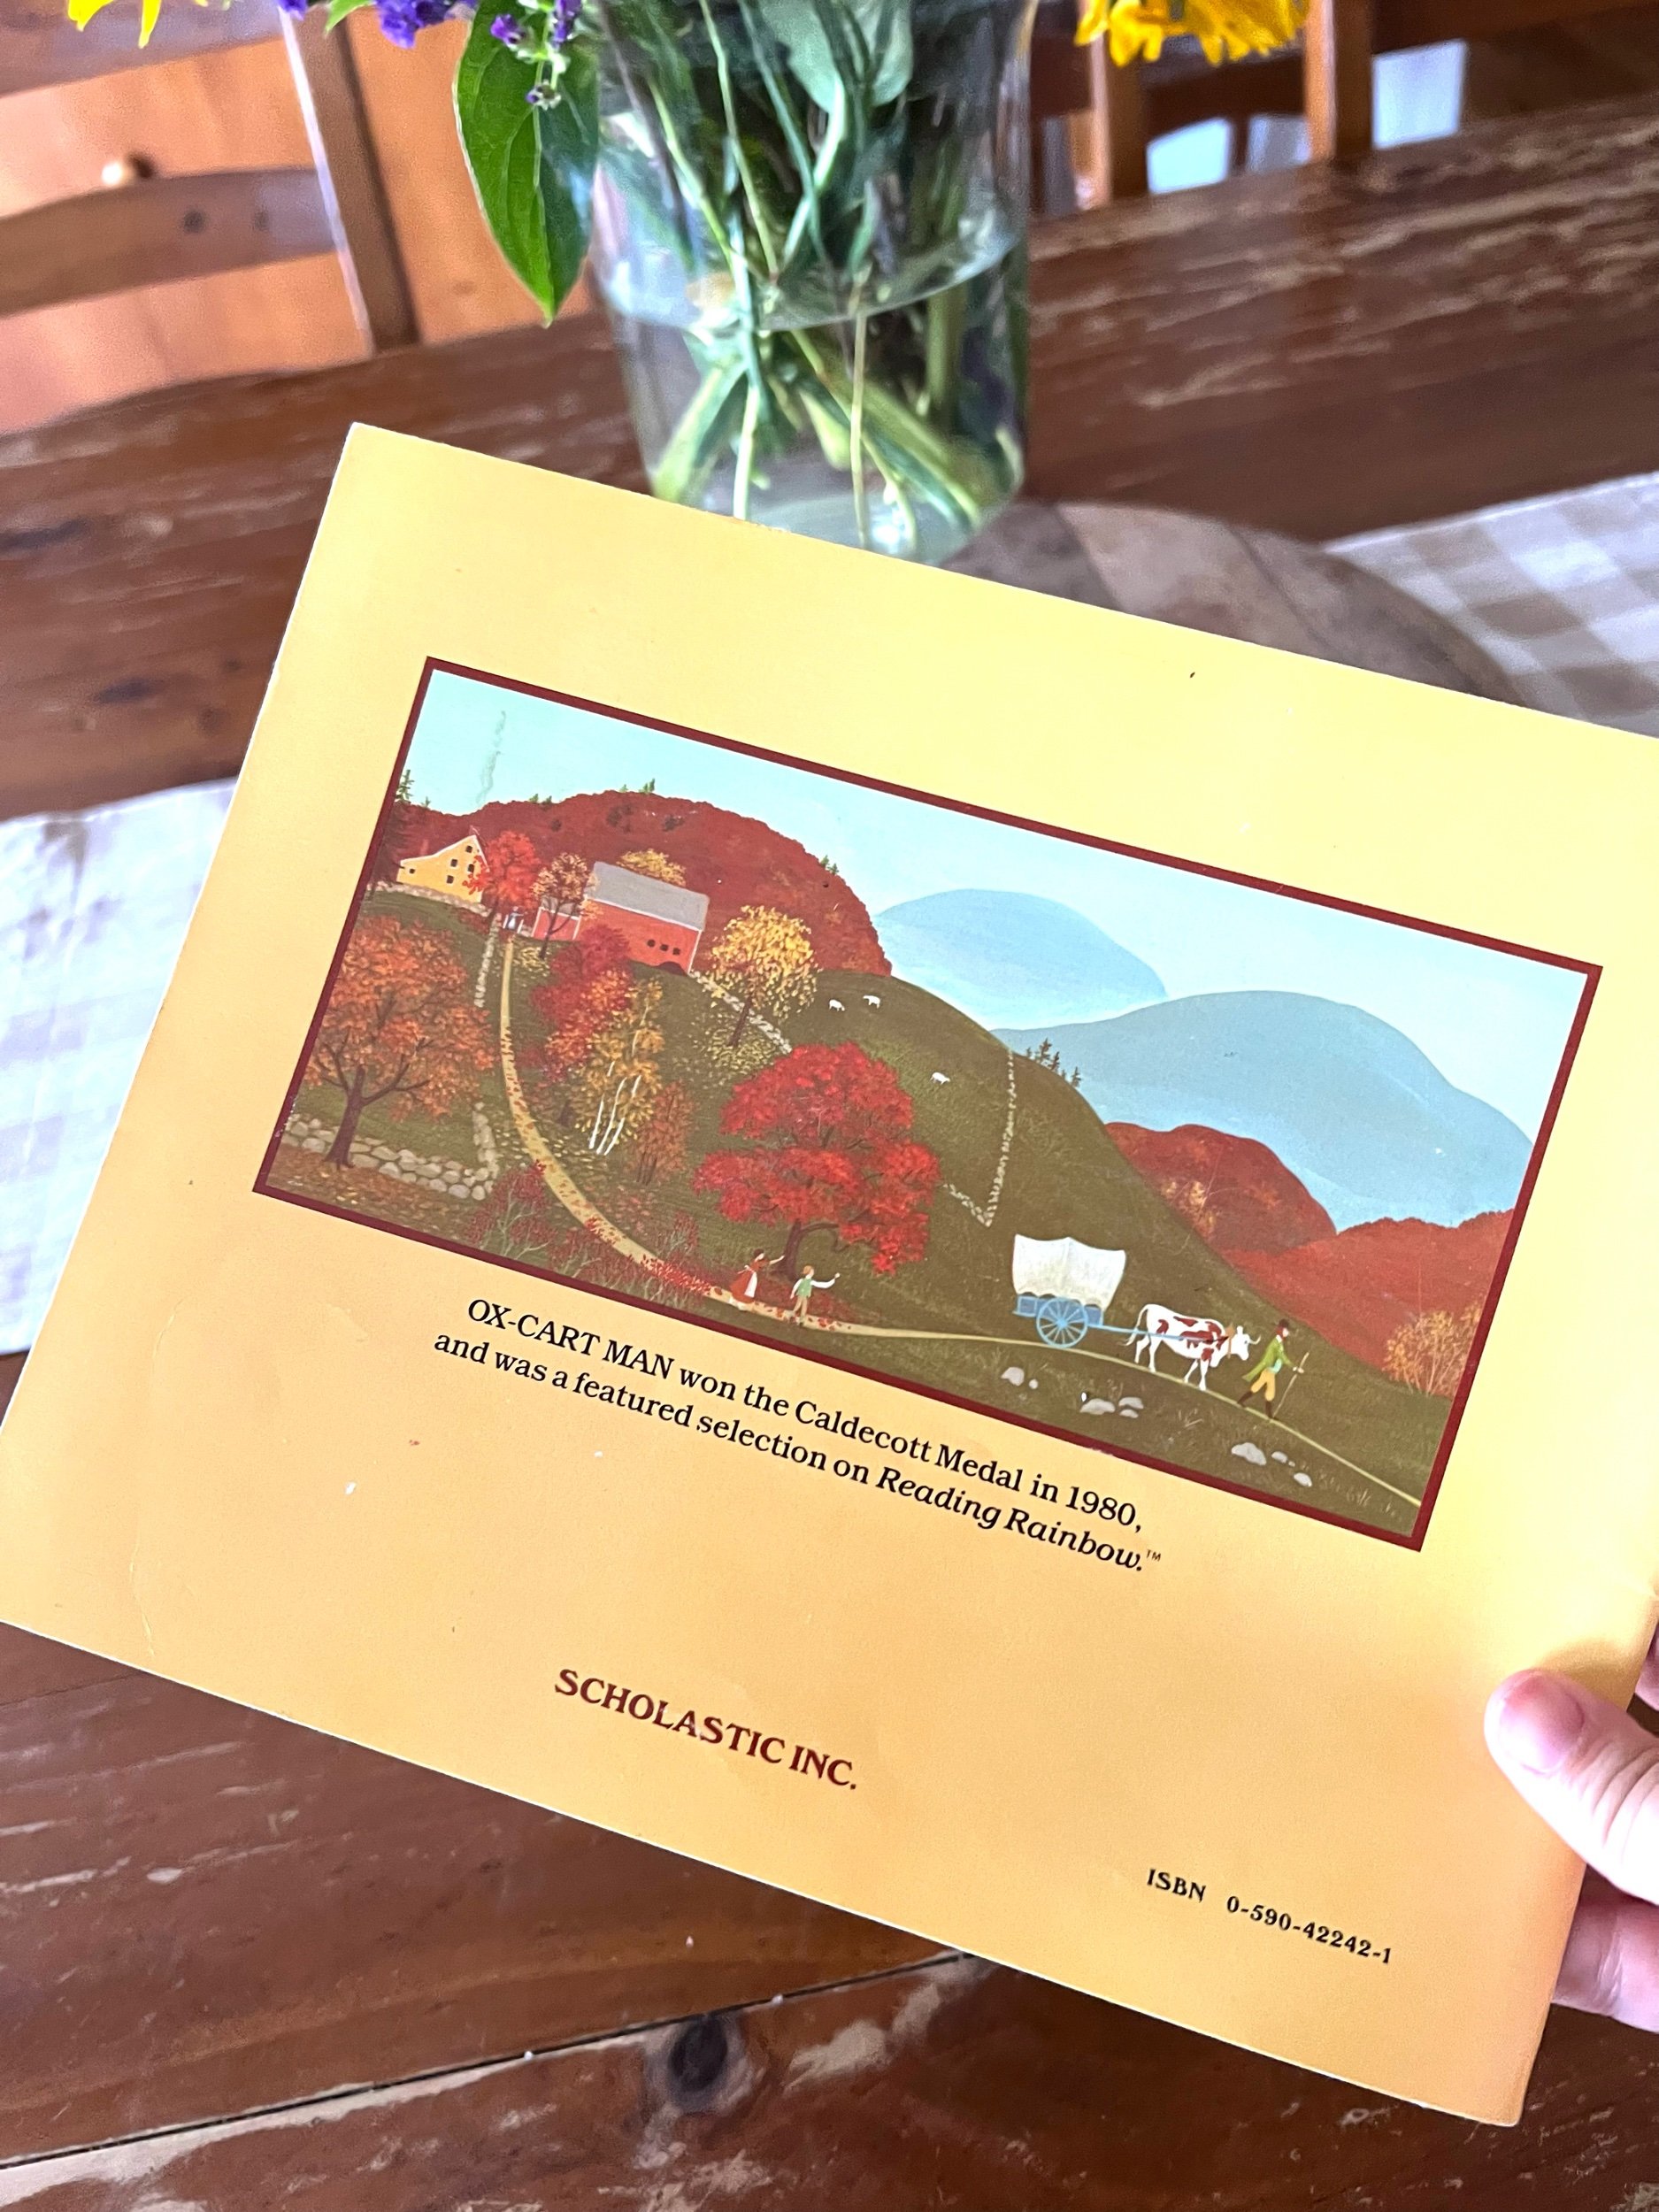 OX-CART MAN won the Caldecott Medal in 1980,
and was a featured selection on Reading Rainbow.™
SCHOLASTIC INC.
ISBN 0-590-42242-1